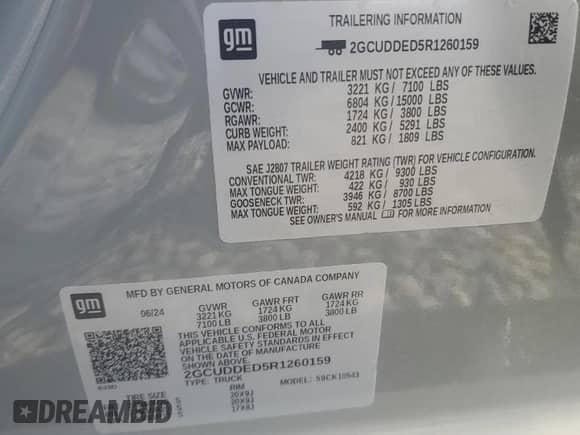 gm
TRAILERING INFORMATION
2GCUDDED5R1260159
VEHICLE AND TRAILER MUST NOT EXCEED ANY OF THESE VALUES.
GVWR: 3221 KG/ 7100 LBS
GCWR: 6804 KG/ 15000 LBS
RGAWR: 1724 KG/ 3800 LBS
CURB WEIGHT: 2400 KG/ 5291 LBS
MAX PAYLOAD: 821 KG/ 1809 LBS
SAE J2807 TRAILER WEIGHT RATING (TWR) FOR VEHICLE CONFIGURATION.
CONVENTIONAL TWR: 4218 KG/ 9300 LBS
MAX TONGUE WEIGHT: 422 KG/ 930 LBS
GOOSENECK TWR: 3946 KG/ 8700 LBS
MAX TONGUE WEIGHT: 592 KG/ 1305 LBS
SEE OWNER'S MANUAL FOR MORE INFORMATION
gm
MFD BY GENERAL MOTORS OF CANADA COMPANY
06/24 GVWR GAWR FRT GAWR RR
3221 KG 1724 KG 1724 KG
7100 LB 3800 LB 3800 LB
THIS VEHICLE CONFORMS TO ALL
APPLICABLE U.S. FEDERAL MOTOR
VEHICLE SAFETY STANDARDS IN EFFECT
ON THE DATE OF MANUFACTURE
SHOWN ABOVE.
2GCUDDED5R1260159
TYPE: TRUCK MODEL:
TIRE SIZE RIM
20X9J
20X9J
17X8J
DREAMBID